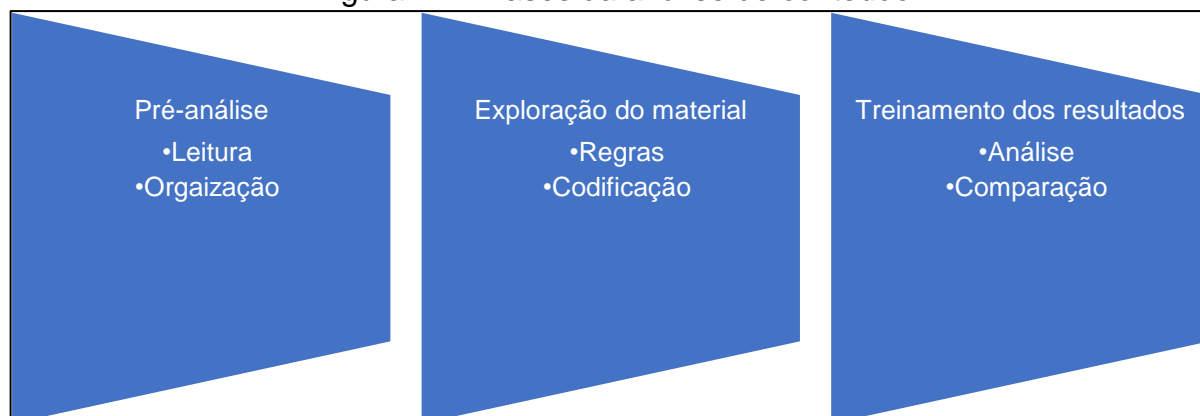 Pré-análise
•Leitura
•Orgaização
Exploração do material
•Regras
•Codificação
Treinamento dos resultados
•Análise
•Comparação